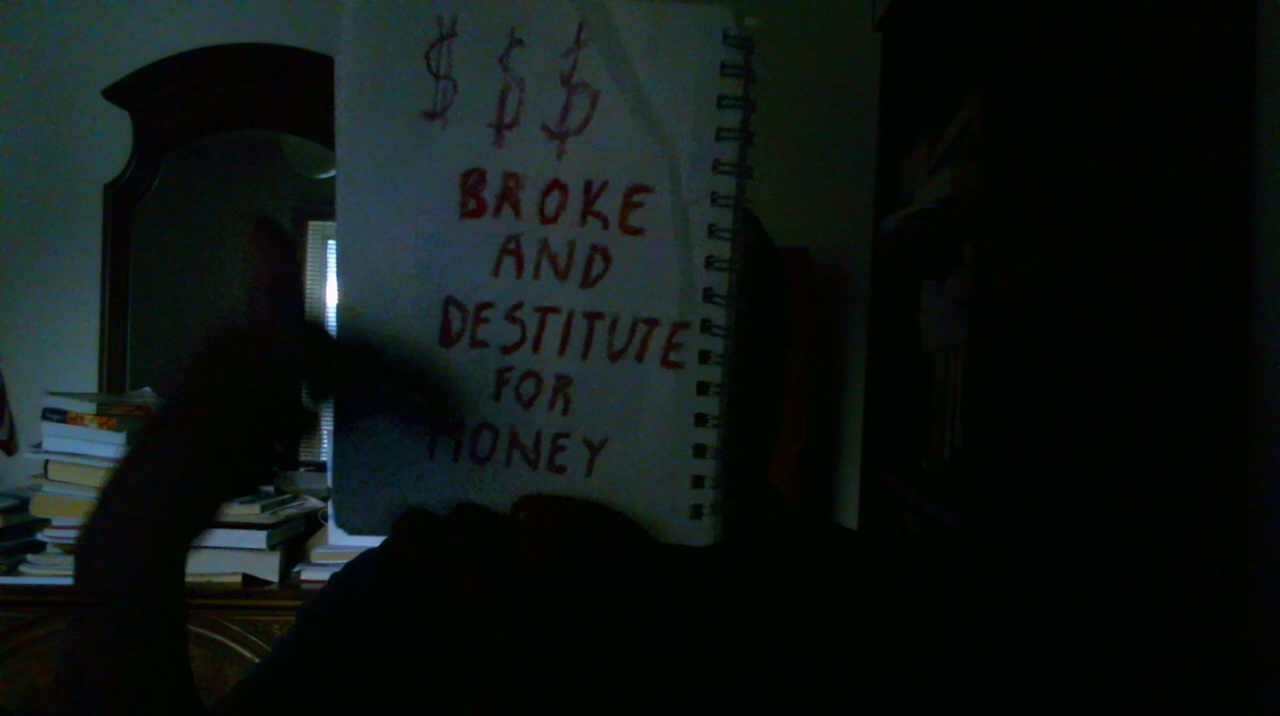 $ $ $
BROKE
AND
DESTITUTE
FOR
MONEY